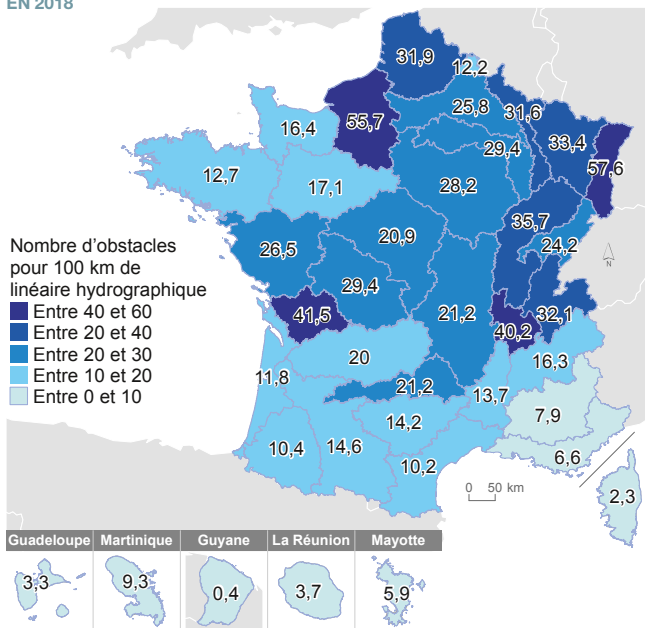 EN 2018
31,9
12,2
25,8
31,6
55,7
16,4
33,4
29,4
57,6
12,7
17,1
28,2
35,7
26,5
20,9
24,2
N
Nombre d'obstacles
pour 100 km de
linéaire hydrographique
Entre 40 et 60
Entre 20 et 40
Entre 20 et 30
Entre 10 et 20
Entre 0 et 10
29,4
41,5
21,2
40,2
32,1
20
16,3
11,8
21,2
13,7
14,2
7,9
10,4
14,6
10,2
6,6
0 50 km
2,3
Guadeloupe Martinique Guyane La Réunion Mayotte
3,3 9,3 0,4 3,7 5,9